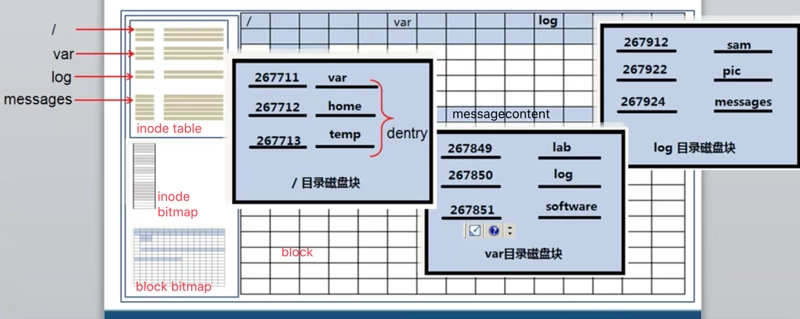 /
var
log
messages
inode table
inode
bitmap
block bitmap
/
var
log
messagecontent
block
267711 var
267712 home
267713 temp
dentry
/ 目录磁盘块
267849 lab
267850 log
267851 software
var目录磁盘块
267912 sam
267922 pic
267924 messages
log 目录磁盘块